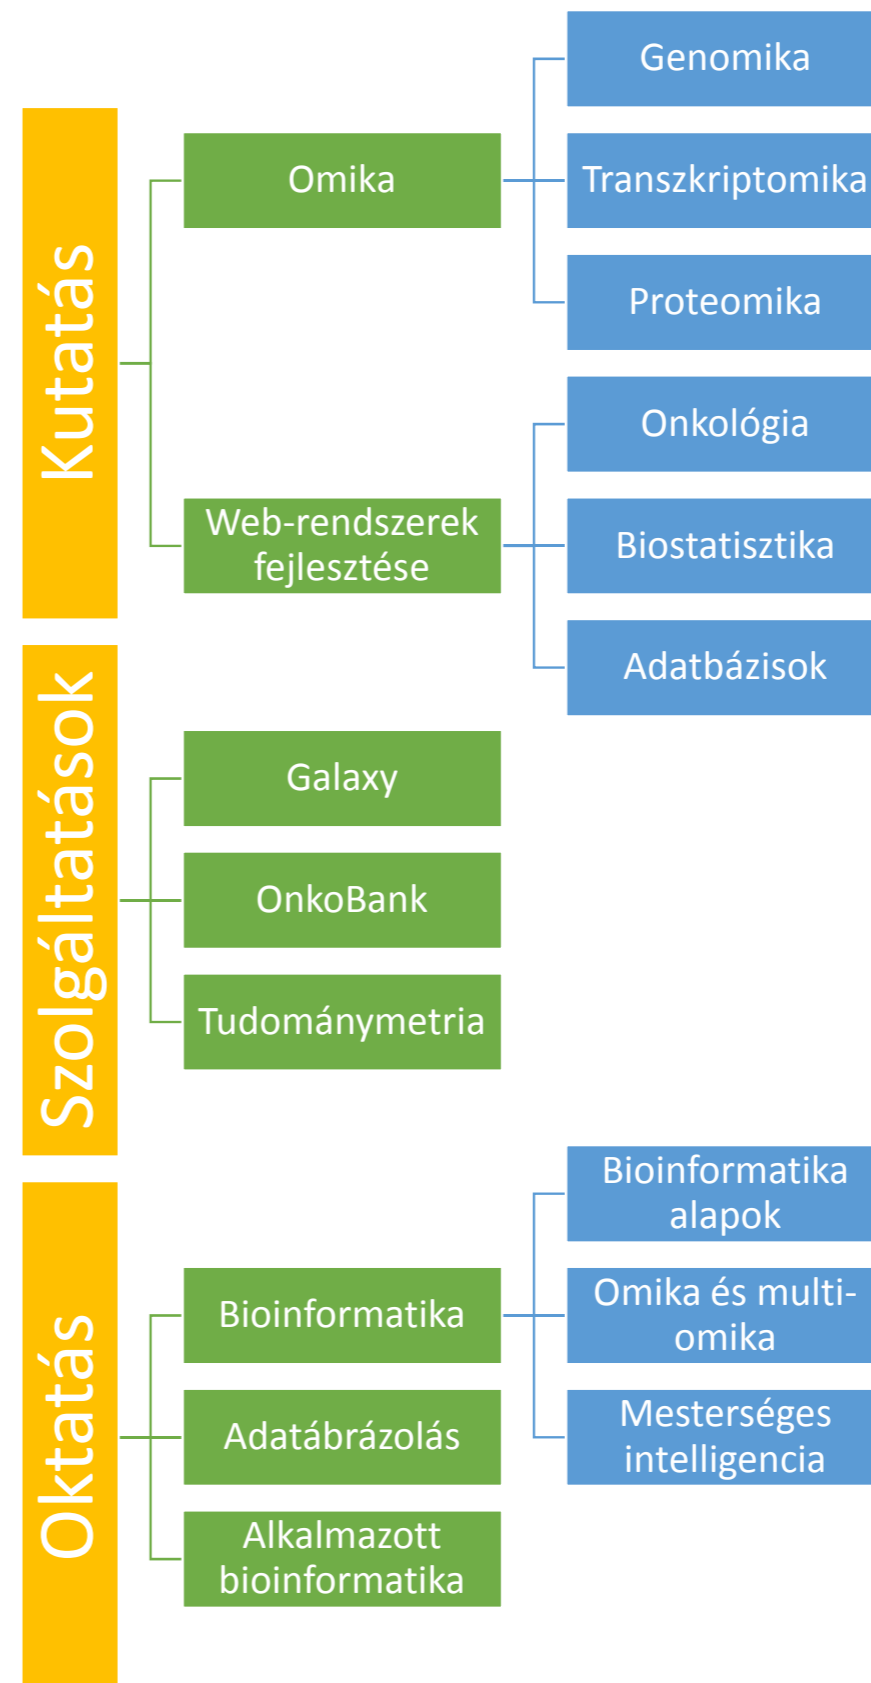 Kutatás
Omika
Genomika
Transzkriptomika
Proteomika
Web-rendszerek
fejlesztése
Onkológia
Biostatisztika
Adatbázisok
Szolgáltatások
Galaxy
OnkoBank
Tudománymetria
Oktatás
Bioinformatika
Bioinformatika
alapok
Omika és multi-
omika
Mesterséges
intelligencia
Adatábrázolás
Alkalmazott
bioinformatika